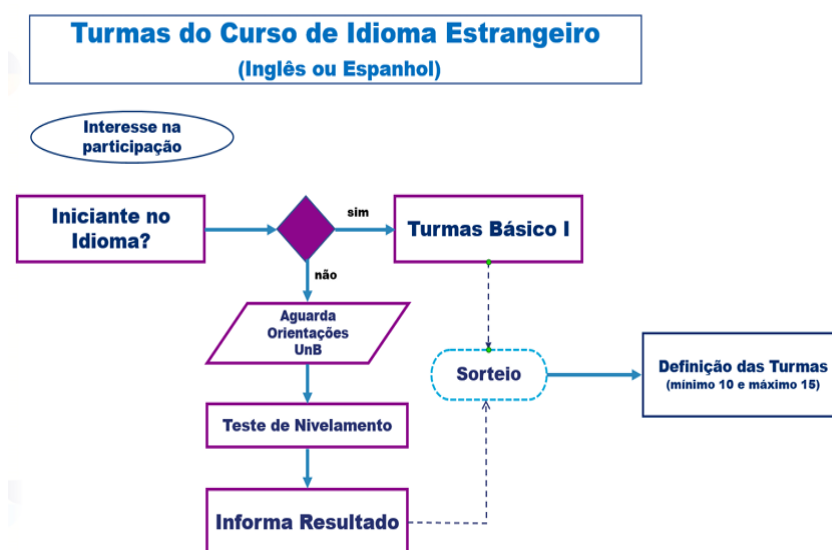 Turmas do Curso de Idioma Estrangeiro
(Inglês ou Espanhol)
Interesse na
participação
Iniciante no
Idioma?
sim
Turmas Básico I
não
Aguarda
Orientações
UnB
Teste de Nivelamento
Informa Resultado
Sorteio
Definição das Turmas
(mínimo 10 e máximo 15)